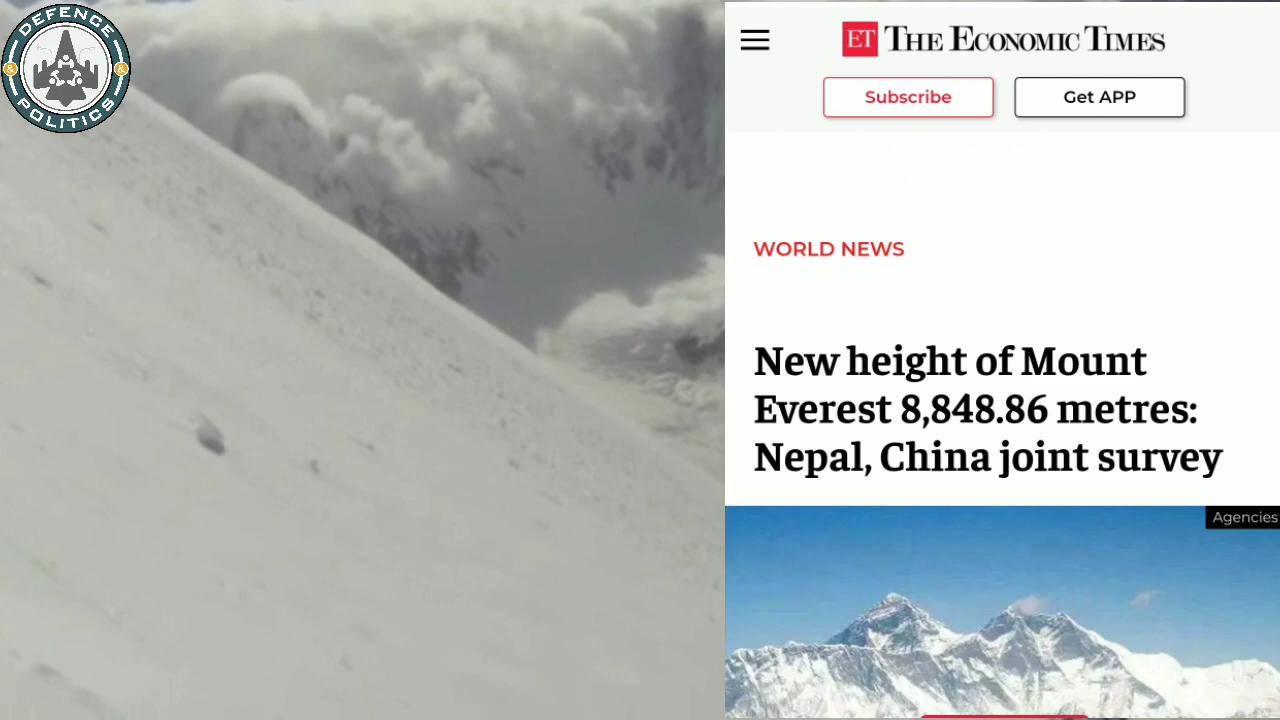 DEFENCE
& &
POLITICS
ET THE ECONOMIC TIMES
Subscribe
Get APP
WORLD NEWS
New height of Mount
Everest 8,848.86 metres:
Nepal, China joint survey
Agencies